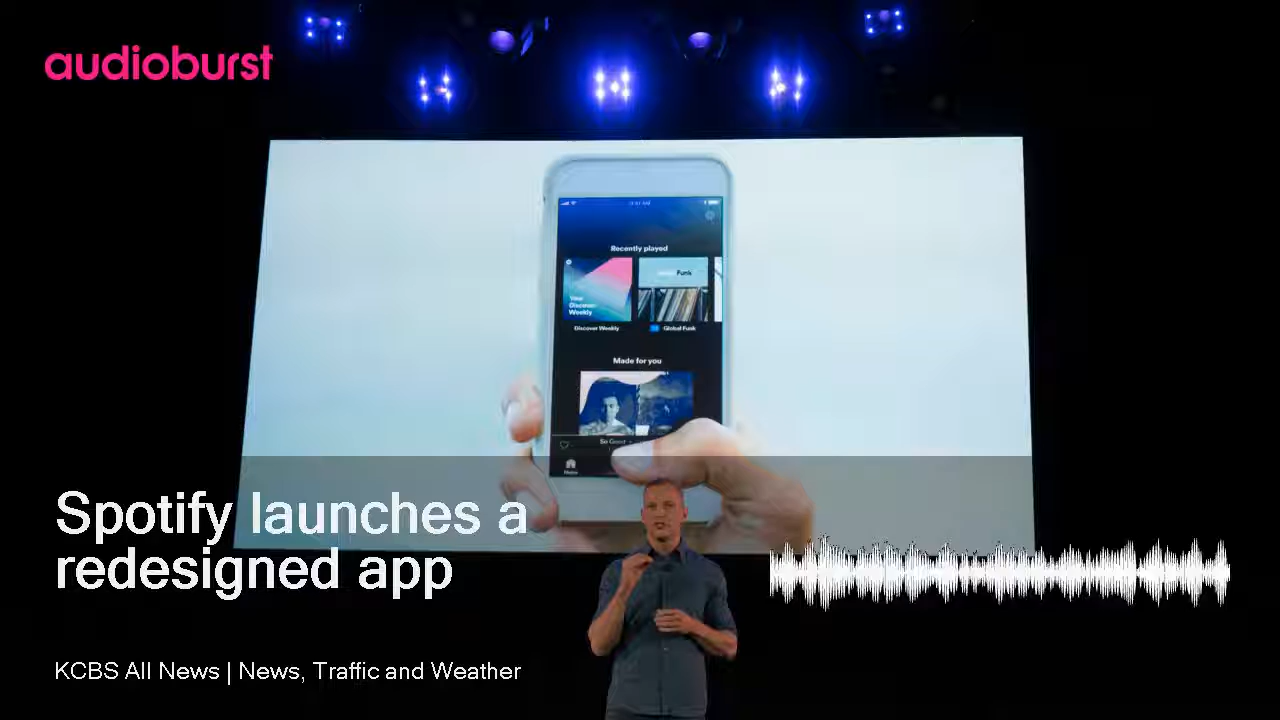 audioburst
Recently played
Your
Discover
Weekly
Funk
Discover Weekly
Global Funk
Made for you
Home
Spotify launches a
redesigned app
KCBS All News | News, Traffic and Weather